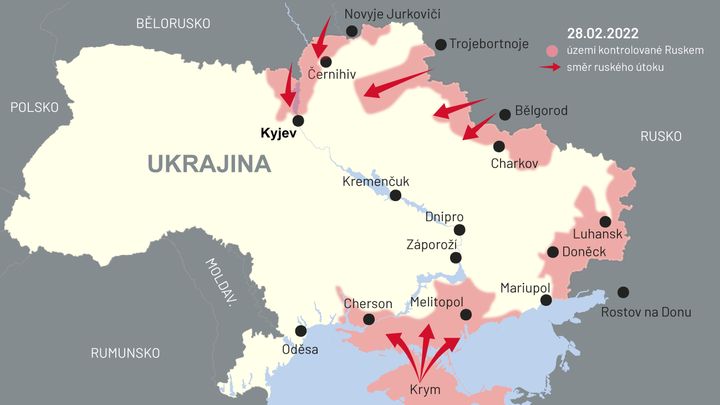 Novyje Jurkoviči
BĚLORUSKO
28.02.2022
Trojebortnoje
území kontrolované Ruskem
směr ruského útoku
Černihiv
POLSKO
Bělgorod
Kyjev
RUSKO
UKRAJINA
Charkov
Kremenčuk
Dnipro
Luhansk
Záporoží
Doněck
MOLDAV.
Mariupol
Cherson
Melitopol
Rostov na Donu
Oděsa
RUMUNSKO
Krym